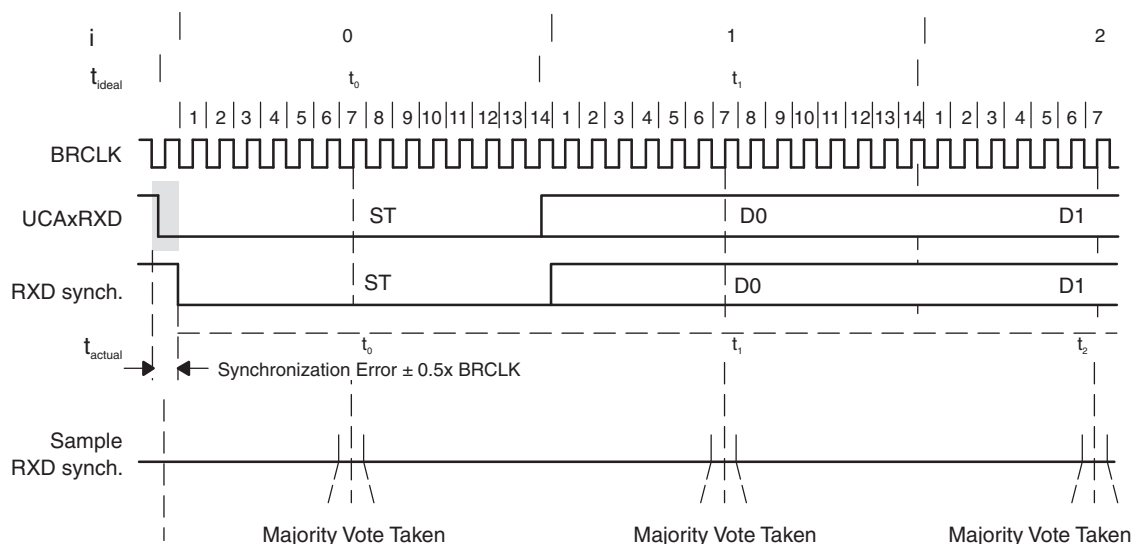 i 0 1 2
tideal t0 t1
1 2 3 4 5 6 7 8 9 10 11 12 13 14 1 2 3 4 5 6 7 8 9 10 11 12 13 14 1 2 3 4 5 6 7
BRCLK
UCAxRXD ST D0 D1
RXD synch. ST D0 D1
tactual t0 t1 t2
Synchronization Error ± 0.5x BRCLK
Sample
RXD synch.
Majority Vote Taken Majority Vote Taken Majority Vote Taken